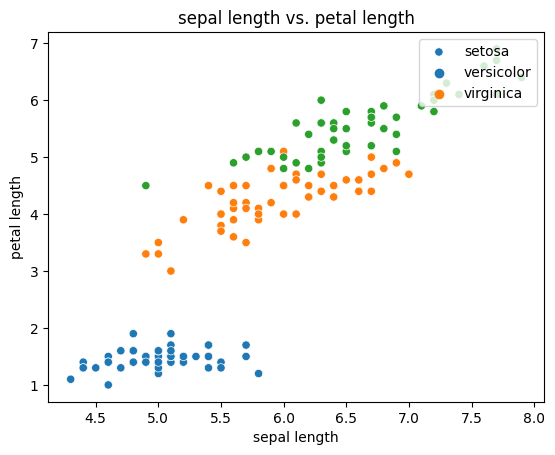 sepal length vs. petal length
setosa
versicolor
virginica
7
6
5
4
3
2
1
petal length
4.5 5.0 5.5 6.0 6.5 7.0 7.5 8.0
sepal length